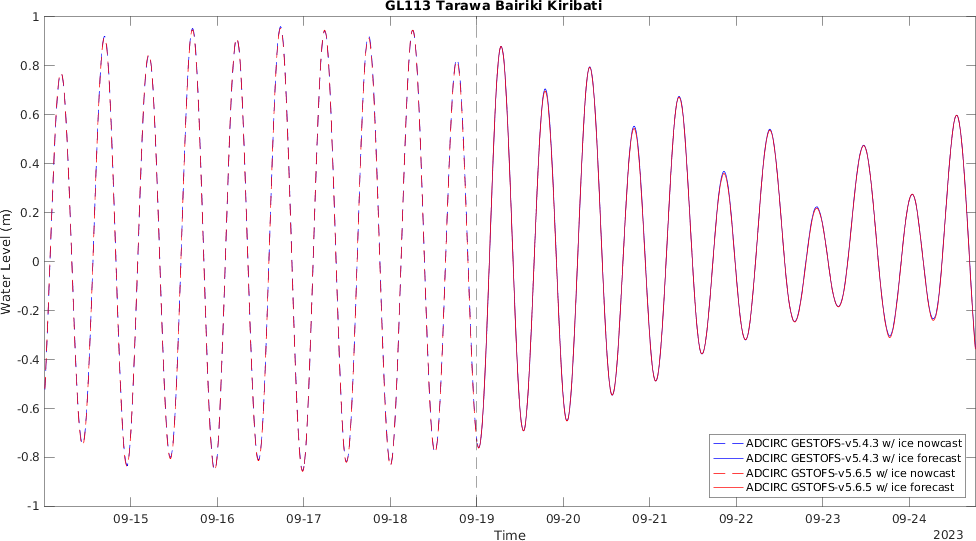 GL113 Tarawa Bairiki Kiribati
1
0.8
0.6
0.4
0.2
0
-0.2
-0.4
-0.6
-0.8
-1
Water Level (m)
09-15 09-16 09-17 09-18 09-19 09-20 09-21 09-22 09-23 09-24
Time
2023
ADCIRC GESTOFS-v5.4.3 w/ ice nowcast
ADCIRC GESTOFS-v5.4.3 w/ ice forecast
ADCIRC GSTOFS-v5.6.5 w/ ice nowcast
ADCIRC GSTOFS-v5.6.5 w/ ice forecast